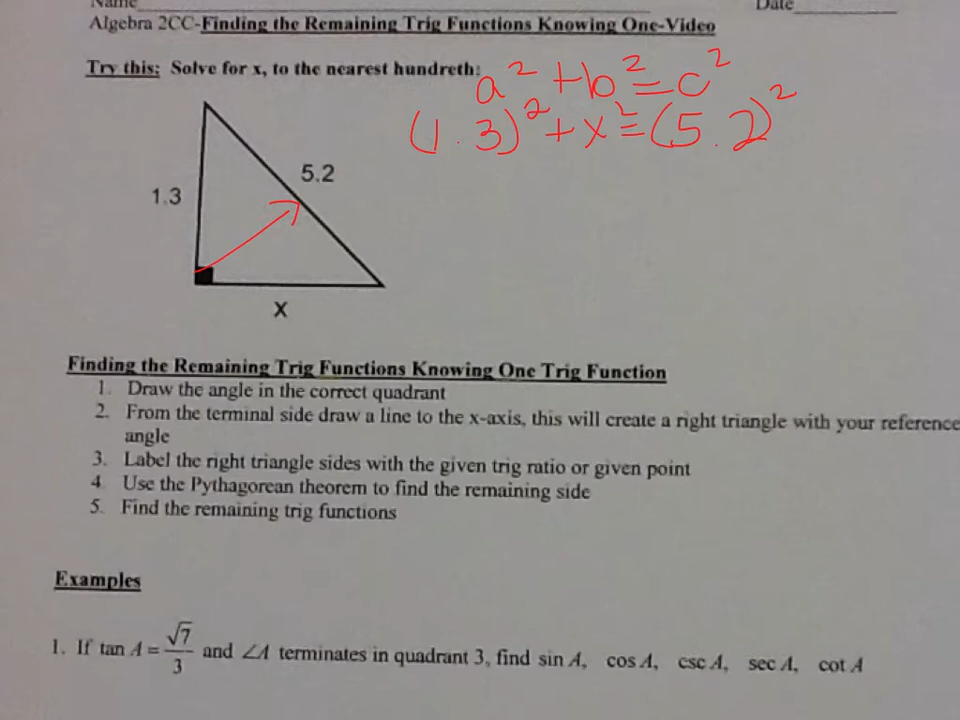 Name____________ Date____________
Algebra 2CC-Finding the Remaining Trig Functions Knowing One-Video
Try this: Solve for x, to the nearest hundreth:
a² + b² = c²
(1.3)² + x² = (5.2)²
5.2
1.3
x
Finding the Remaining Trig Functions Knowing One Trig Function
1. Draw the angle in the correct quadrant
2. From the terminal side draw a line to the x-axis, this will create a right triangle with your reference
angle
3. Label the right triangle sides with the given trig ratio or given point
4 Use the Pythagorean theorem to find the remaining side
5. Find the remaining trig functions
Examples
1. If tan A = √7/3 and ∠A terminates in quadrant 3, find sin A, cos A, csc A, sec A, cot A